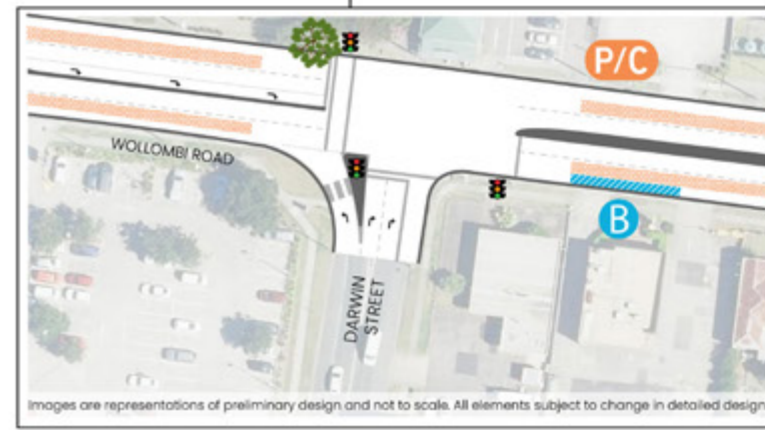 P/C
WOLLOMBI ROAD
B
DARWIN
STREET
Images are representations of preliminary design and not to scale. All elements subject to change in detailed design